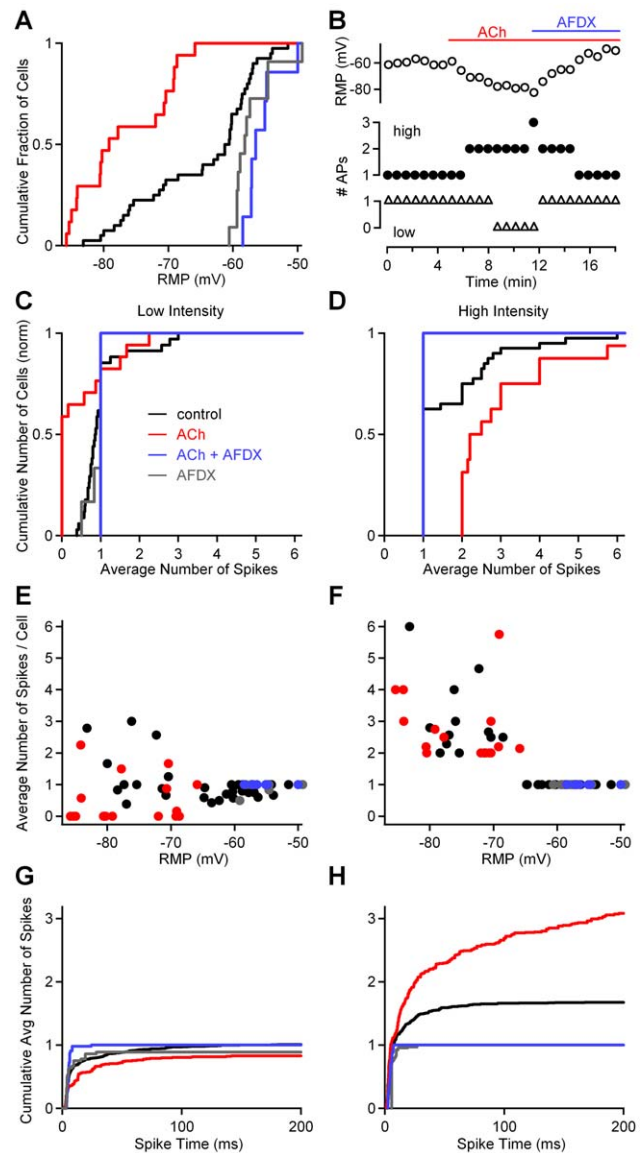 A
Cumulative Fraction of Cells
1
0.5
0
-80
-70
-60
-50
RMP (mV)
B
ACh
AFDX
RMP (mV)
-60
-80
high
# APs
3
2
1
1
0
low
0
4
8
12
16
Time (min)
C
Low Intensity
Cumulative Number of Cells (norm)
1
0.5
0
control
ACh
ACh + AFDX
AFDX
0
1
2
3
4
5
6
Average Number of Spikes
D
High Intensity
1
0.5
0
0
1
2
3
4
5
6
Average Number of Spikes
E
Average Number of Spikes / Cell
6
5
4
3
2
1
0
-80
-70
-60
-50
RMP (mV)
F
6
5
4
3
2
1
0
-80
-70
-60
-50
RMP (mV)
G
Cumulative Avg Number of Spikes
3
2
1
0
0
100
200
Spike Time (ms)
H
3
2
1
0
0
100
200
Spike Time (ms)